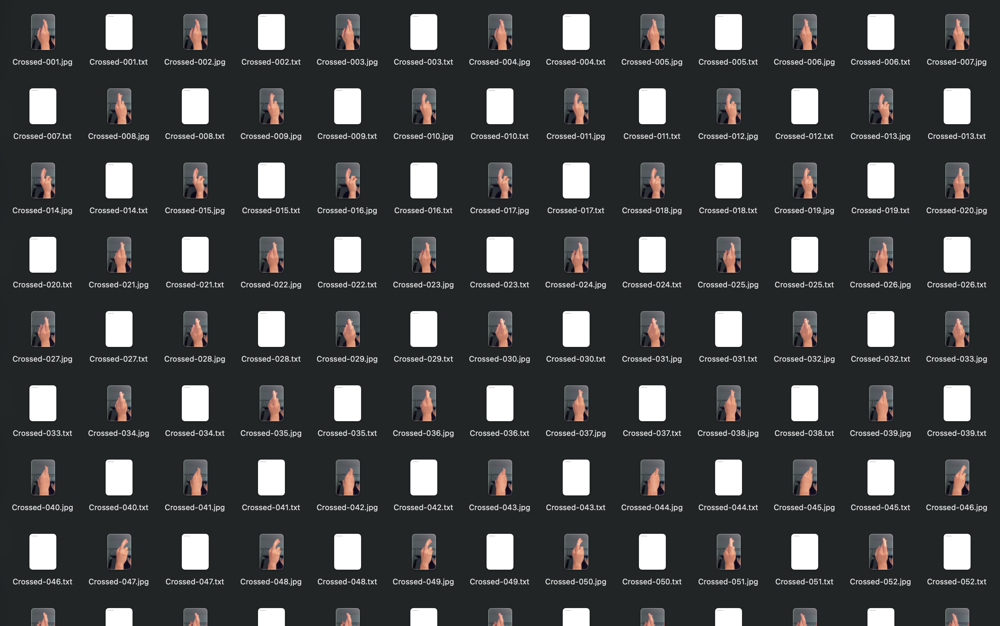 Crossed-001.jpg Crossed-001.txt Crossed-002.jpg Crossed-002.txt Crossed-003.jpg Crossed-003.txt Crossed-004.jpg Crossed-004.txt Crossed-005.jpg Crossed-005.txt Crossed-006.jpg Crossed-006.txt Crossed-007.jpg
Crossed-007.txt Crossed-008.jpg Crossed-008.txt Crossed-009.jpg Crossed-009.txt Crossed-010.jpg Crossed-010.txt Crossed-011.jpg Crossed-011.txt Crossed-012.jpg Crossed-012.txt Crossed-013.jpg Crossed-013.txt
Crossed-014.jpg Crossed-014.txt Crossed-015.jpg Crossed-015.txt Crossed-016.jpg Crossed-016.txt Crossed-017.jpg Crossed-017.txt Crossed-018.jpg Crossed-018.txt Crossed-019.jpg Crossed-019.txt Crossed-020.jpg
Crossed-020.txt Crossed-021.jpg Crossed-021.txt Crossed-022.jpg Crossed-022.txt Crossed-023.jpg Crossed-023.txt Crossed-024.jpg Crossed-024.txt Crossed-025.jpg Crossed-025.txt Crossed-026.jpg Crossed-026.txt
Crossed-027.jpg Crossed-027.txt Crossed-028.jpg Crossed-028.txt Crossed-029.jpg Crossed-029.txt Crossed-030.jpg Crossed-030.txt Crossed-031.jpg Crossed-031.txt Crossed-032.jpg Crossed-032.txt Crossed-033.jpg
Crossed-033.txt Crossed-034.jpg Crossed-034.txt Crossed-035.jpg Crossed-035.txt Crossed-036.jpg Crossed-036.txt Crossed-037.jpg Crossed-037.txt Crossed-038.jpg Crossed-038.txt Crossed-039.jpg Crossed-039.txt
Crossed-040.jpg Crossed-040.txt Crossed-041.jpg Crossed-041.txt Crossed-042.jpg Crossed-042.txt Crossed-043.jpg Crossed-043.txt Crossed-044.jpg Crossed-044.txt Crossed-045.jpg Crossed-045.txt Crossed-046.jpg
Crossed-046.txt Crossed-047.jpg Crossed-047.txt Crossed-048.jpg Crossed-048.txt Crossed-049.jpg Crossed-049.txt Crossed-050.jpg Crossed-050.txt Crossed-051.jpg Crossed-051.txt Crossed-052.jpg Crossed-052.txt